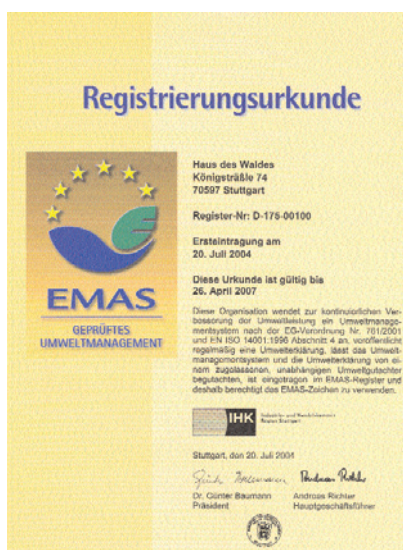 Registrierungsurkunde
EMAS
GEPRÜFTES
UMWELTMANAGEMENT
Haus des Waldes
Königsträßle 74
70597 Stuttgart
Register-Nr: D-175-00100
Ersteintragung am
20. Juli 2004
Diese Urkunde ist gültig bis
26. April 2007
Diese Organisation wendet zur kontinuierlichen Ver-
besserung der Umweltleistung ein Umweltmanage-
mentsystem nach der EG-Verordnung Nr. 761/2001
und EN ISO 14001:1996 Abschnitt 4 an, veröffentlicht
regelmäßig eine Umwelterklärung, lässt das Umwelt-
managementsystem und die Umwelterklärung von ei-
nem zugelassenen, unabhängigen Umweltgutachter
begutachten, ist eingetragen im EMAS-Register und
deshalb berechtigt das EMAS-Zeichen zu verwenden.
IHK
Industrie- und Handelskammer
Region Stuttgart
Stuttgart, den 20. Juli 2004
Dr. Günter Baumann
Präsident
Andreas Richter
Hauptgeschäftsführer